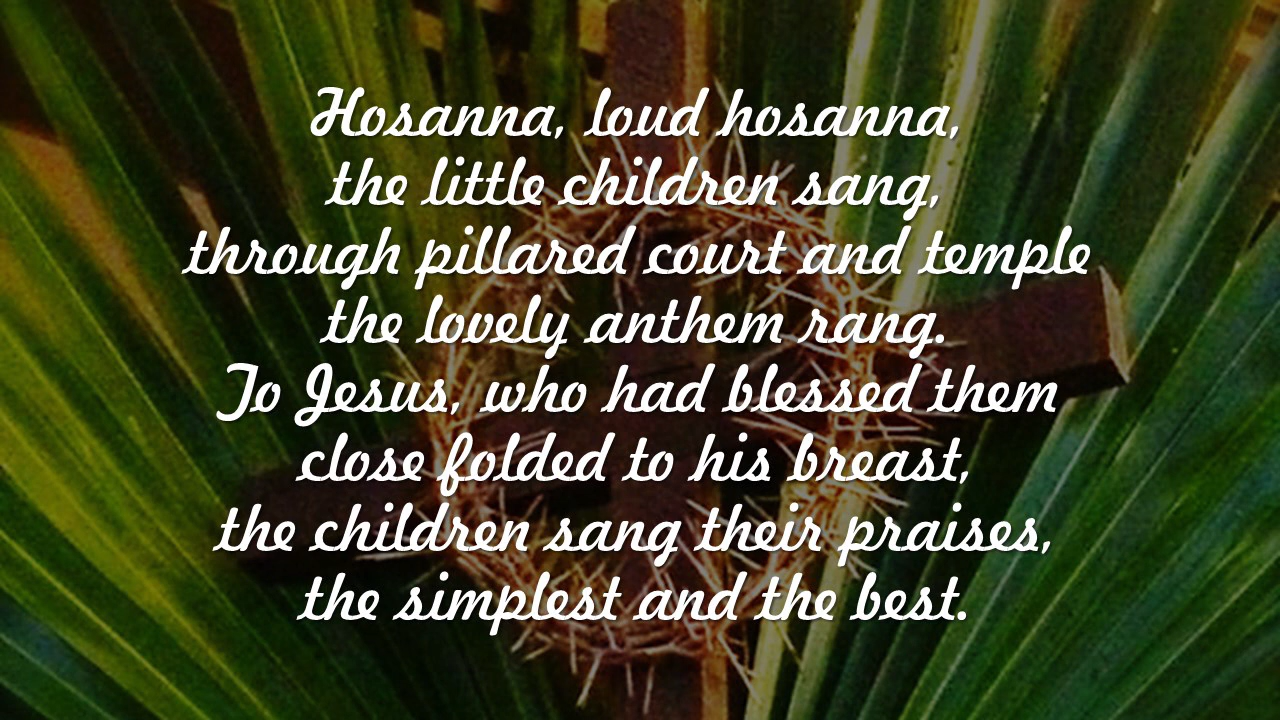 Hosanna, loud hosanna,
the little children sang,
through pillared court and temple
the lovely anthem rang.
To Jesus, who had blessed them
close folded to his breast,
the children sang their praises,
the simplest and the best.